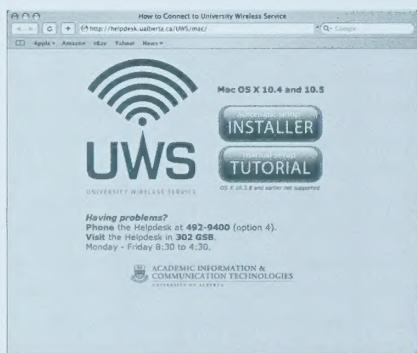 How to Connect to University Wireless Service
http://helpdesk.ualberta.ca/UWS/mac/
Google
Apple Amazon eBay Yahoo! News
Mac OS X 10.4 and 10.5
INSTALLER
UWS
UNIVERSITY WIRELESS SERVICE
TUTORIAL
OS X 10.3.8 and earlier not supported
Having problems?
Phone the Helpdesk at 492-9400 (option 4).
Visit the Helpdesk in 302 GSB.
Monday - Friday 8:30 to 4:30.
ACADEMIC INFORMATION &
COMMUNICATION TECHNOLOGIES
UNIVERSITY OF ALBERTA